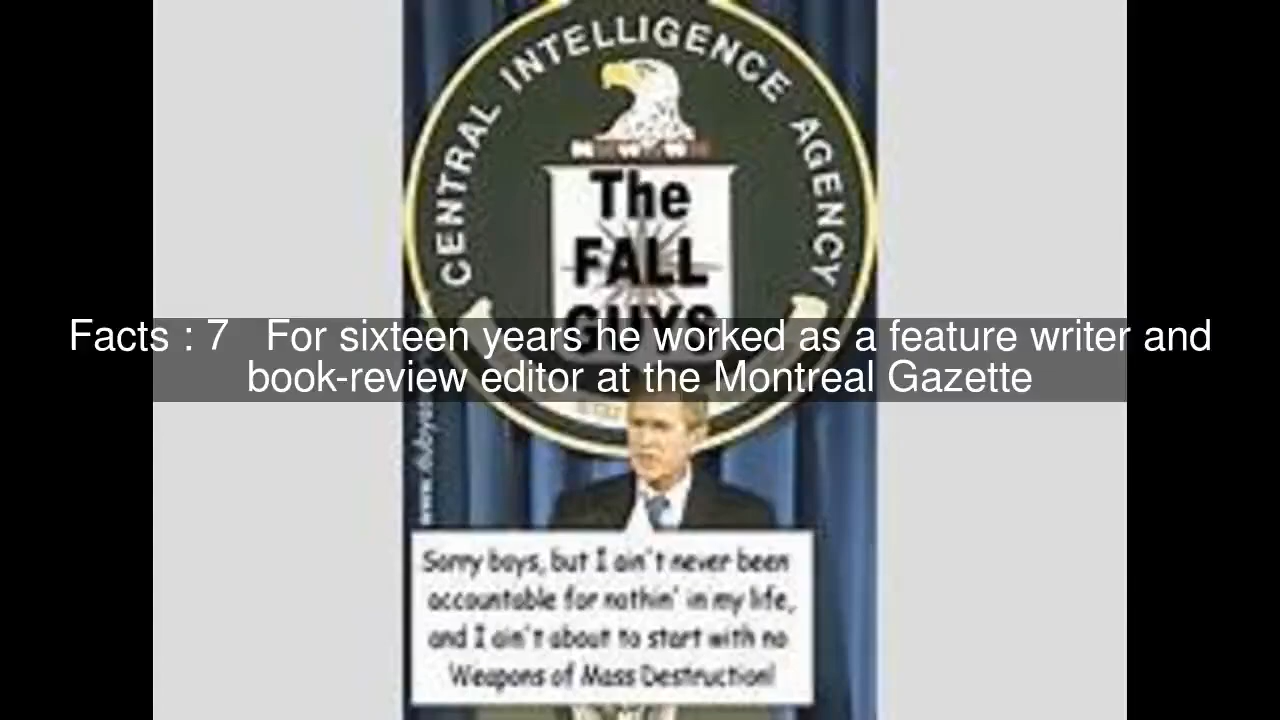 CENTRAL INTELLIGENCE AGENCY
The
FALL
GUYS
Facts : 7 For sixteen years he worked as a feature writer and
book-review editor at the Montreal Gazette
Sorry boys, but I ain't never been
accountable for nothin' in my life,
and I ain't about to start with no
Weapons of Mass Destruction!